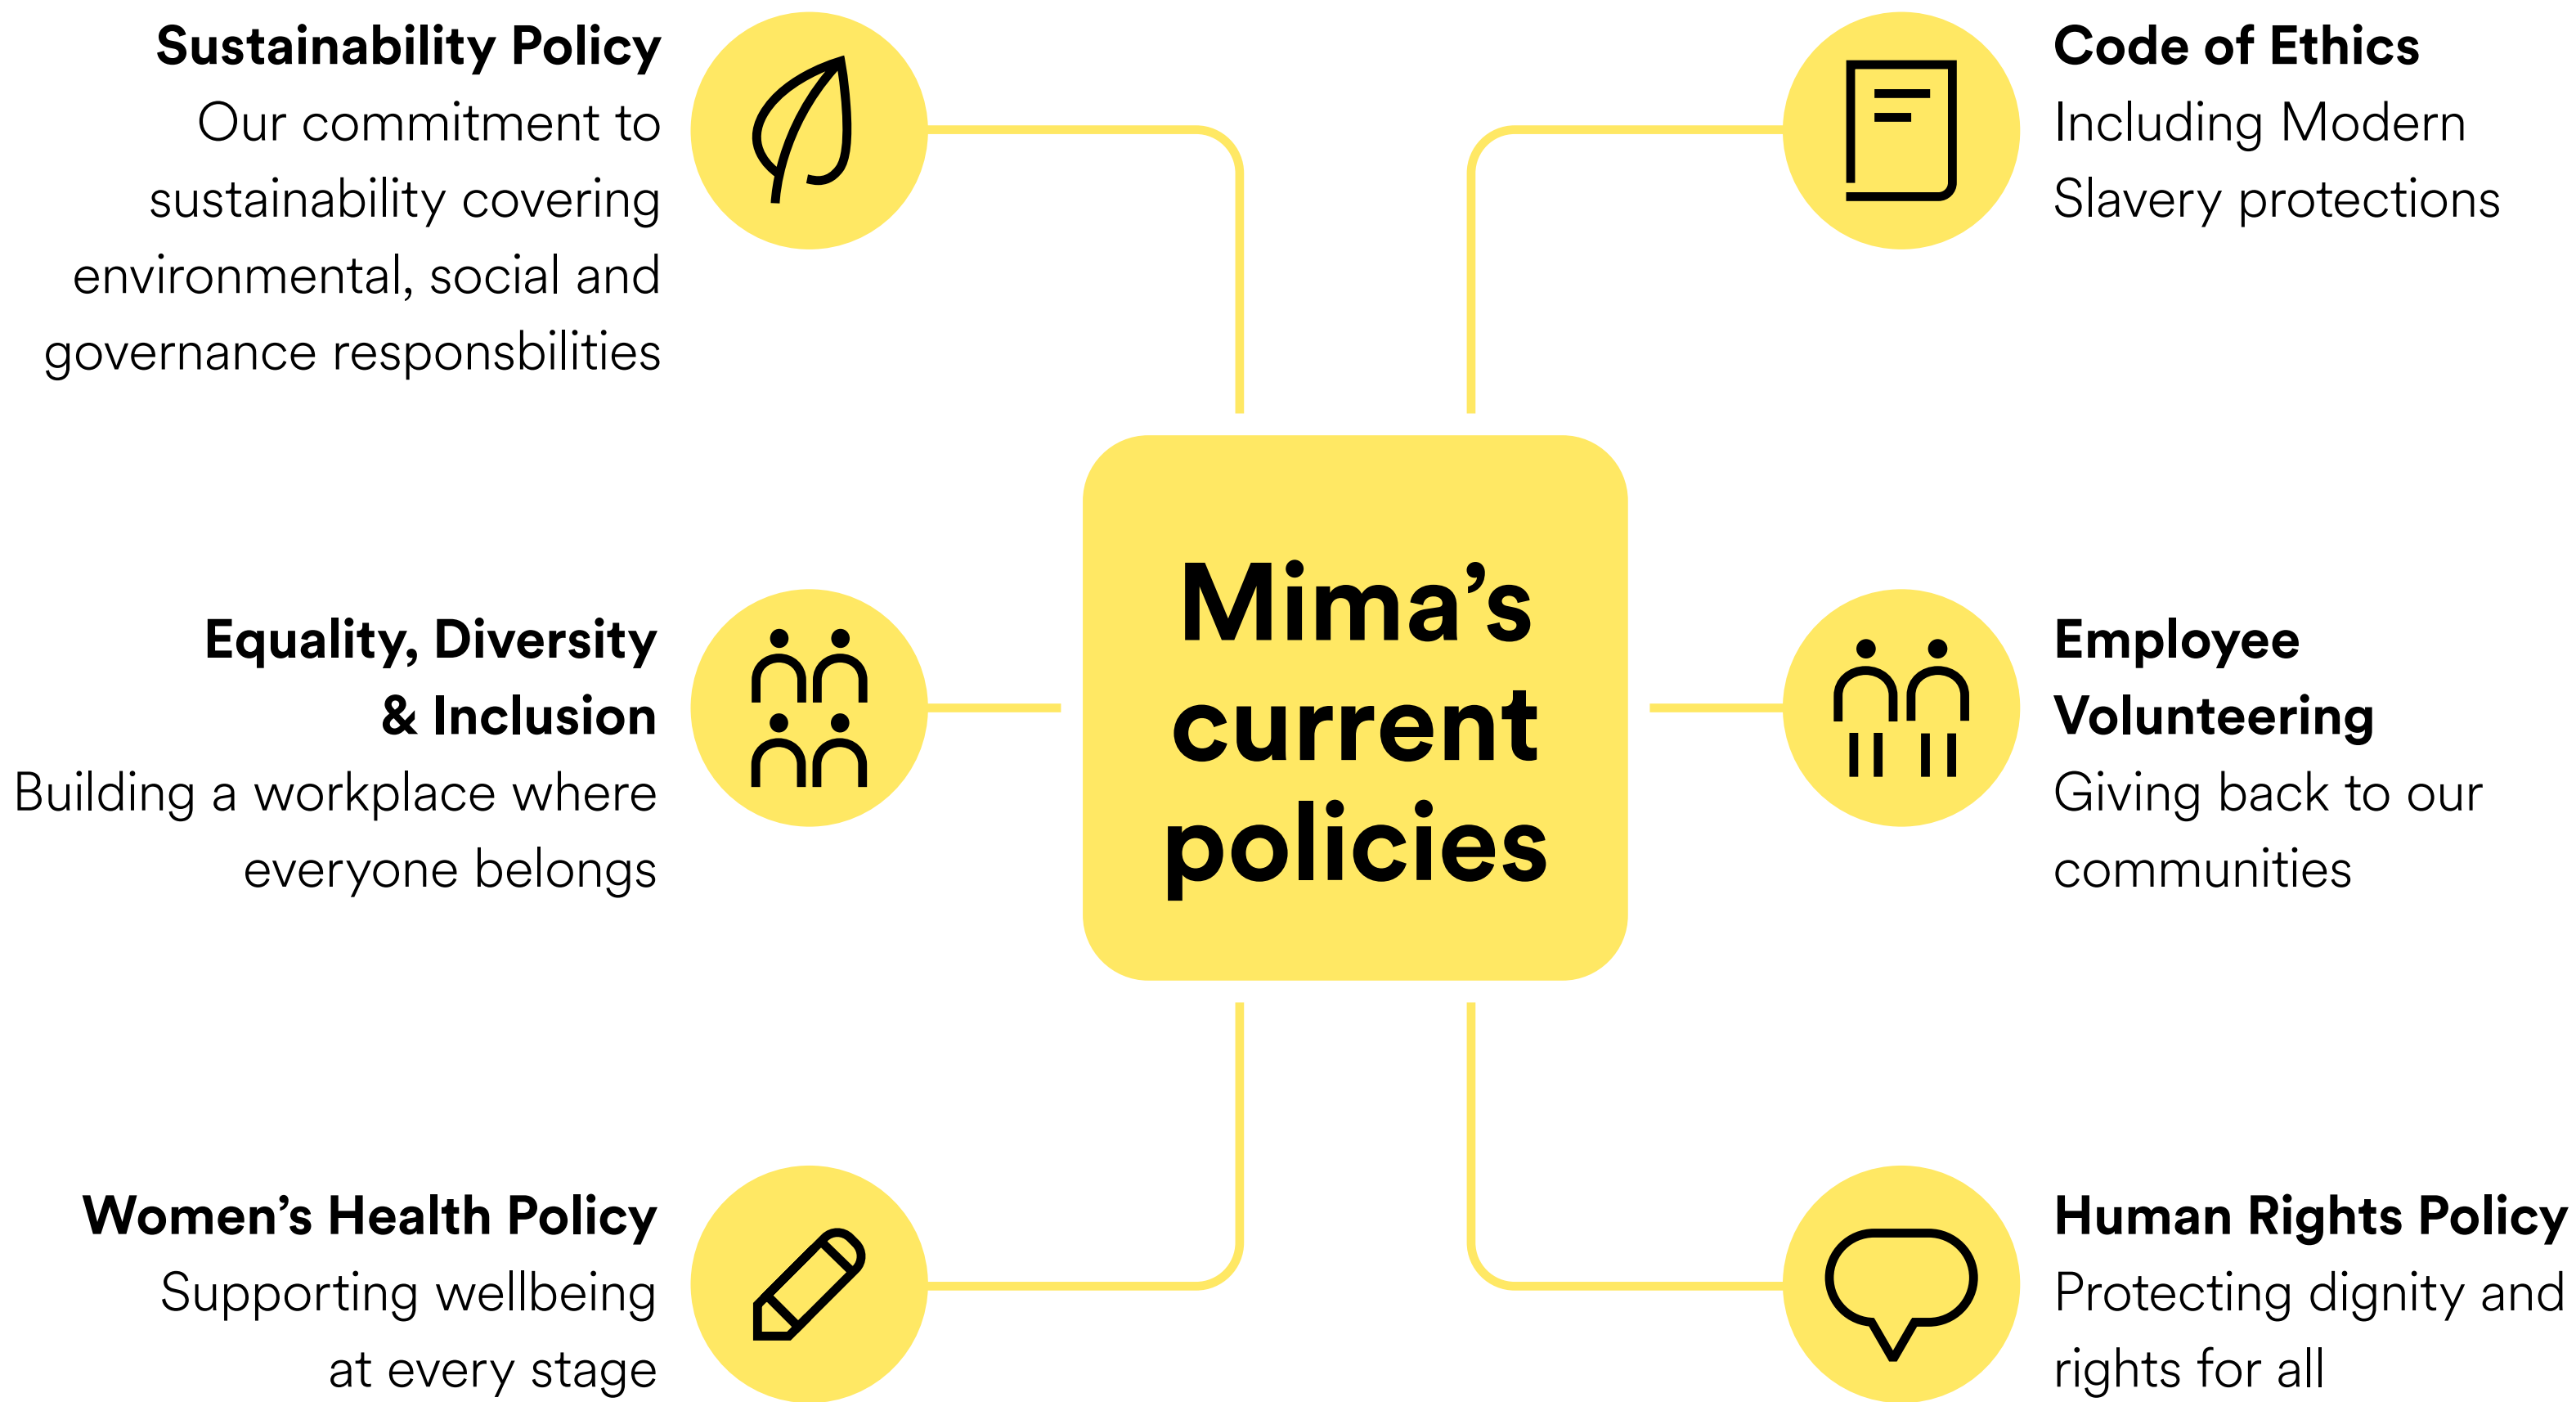 Sustainability Policy
Our commitment to
sustainability covering
environmental, social and
governance responsbilities
Equality, Diversity
& Inclusion
Building a workplace where
everyone belongs
Women’s Health Policy
Supporting wellbeing
at every stage
Mima’s
current
policies
Code of Ethics
Including Modern
Slavery protections
Employee
Volunteering
Giving back to our
communities
Human Rights Policy
Protecting dignity and
rights for all